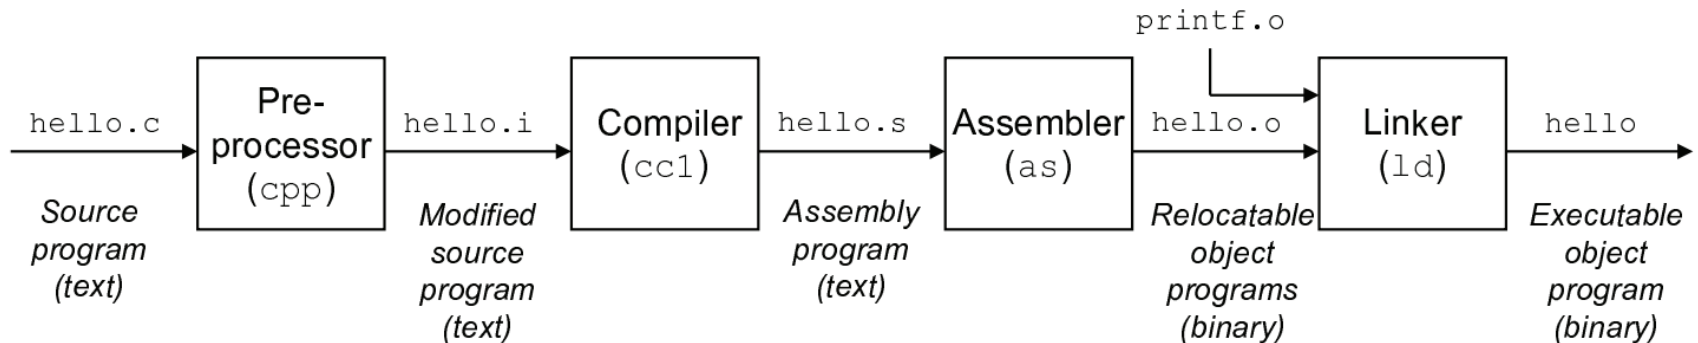 printf.o
hello.c
Pre-
processor
(cpp)
hello.i
Compiler
(cc1)
hello.s
Assembler
(as)
hello.o
Linker
(ld)
hello
Source
program
(text)
Modified
source
program
(text)
Assembly
program
(text)
Relocatable
object
programs
(binary)
Executable
object
program
(binary)